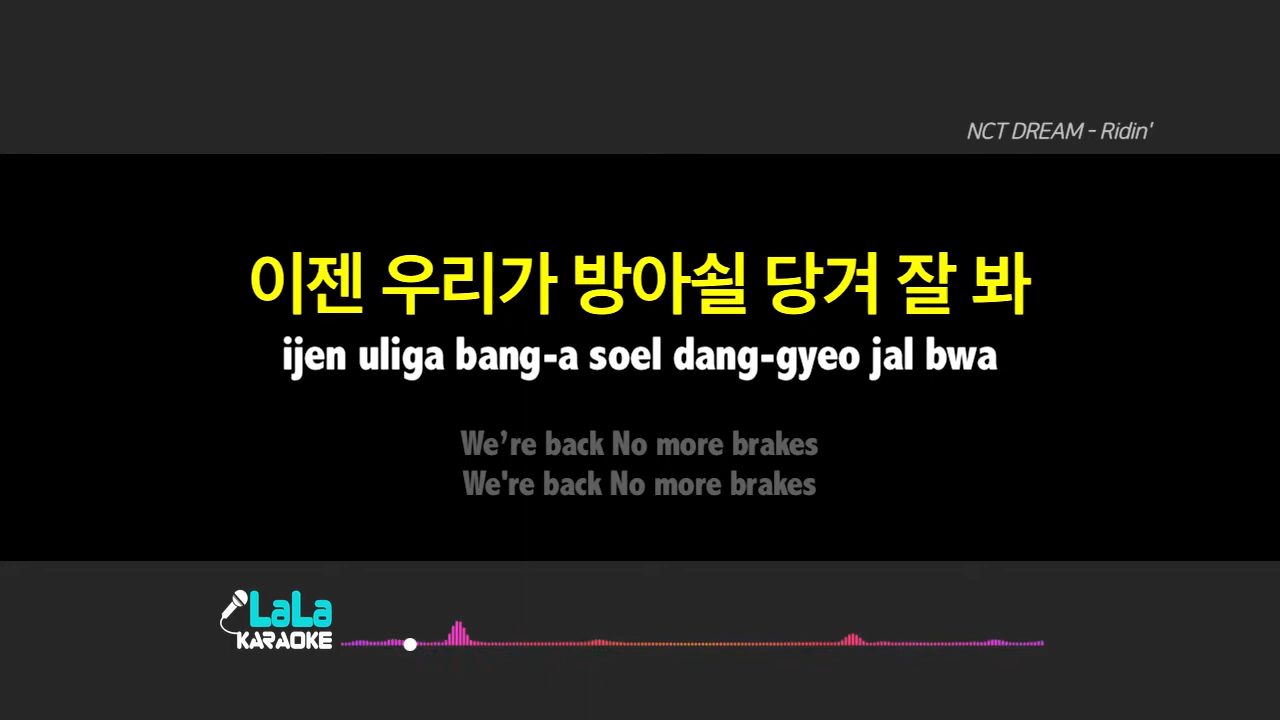 NCT DREAM - Ridin'
이젠 우리가 방아쇨 당겨 잘 봐
ijen uliga bang-a soel dang-gyeo jal bwa
We’re back No more brakes
We're back No more brakes
LaLa
KARAOKE